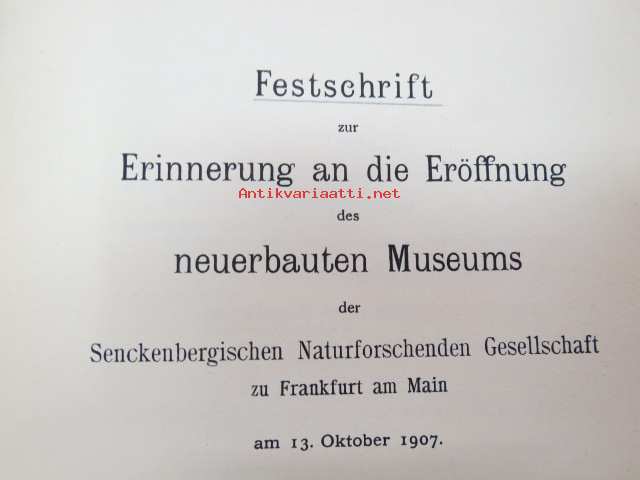 Festschrift
zur
Erinnerung an die Eröffnung
Antikvariaatti.net
des
neuerbauten Museums
der
Senckenbergischen Naturforschenden Gesellschaft
zu Frankfurt am Main
am 13. Oktober 1907.